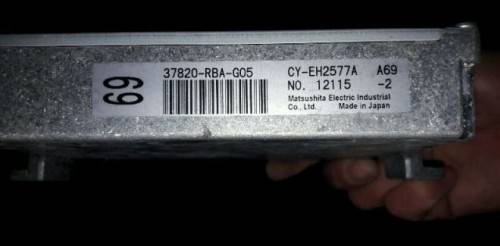 69
37820-RBA-G05 CY-EH2577A A69
NO. 12115 -2
Matsushita Electric Industrial
Co., Ltd. Made in Japan